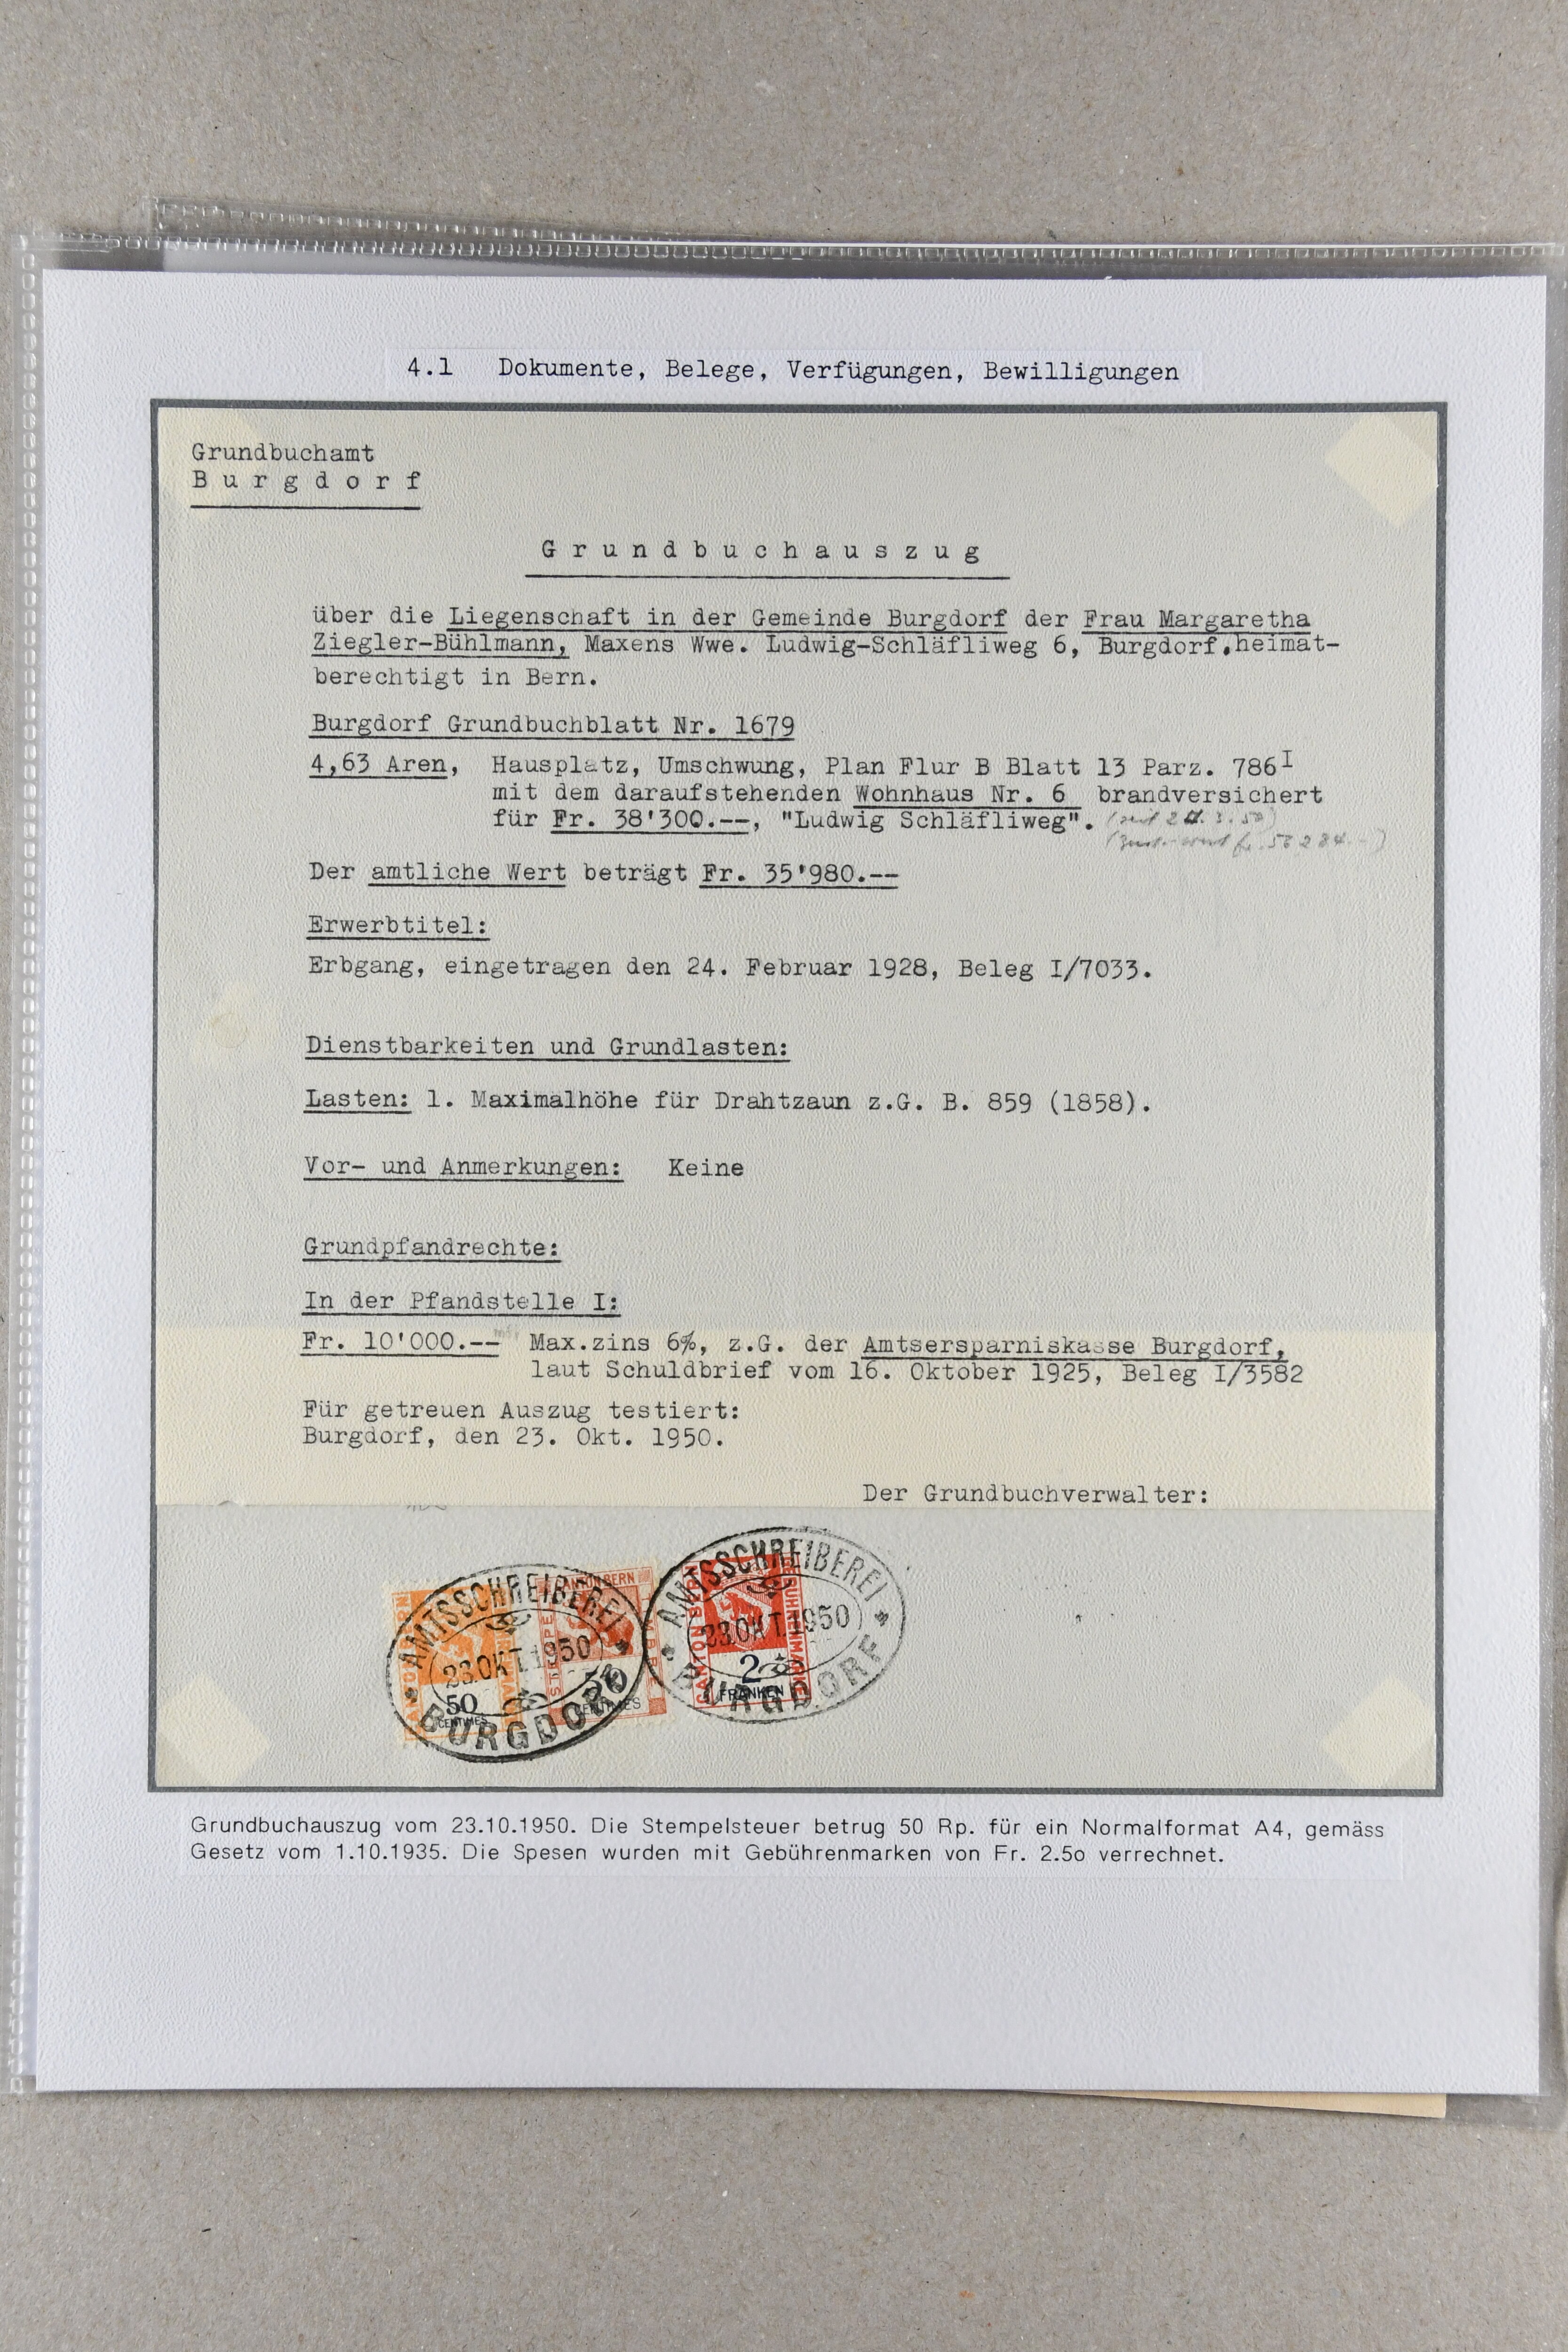 4.1 Dokumente, Belege, Verfügungen, Bewilligungen
Grundbuchamt
Burgdorf
Grundbuchauszug
über die Liegenschaft in der Gemeinde Burgdorf der Frau Margaretha
Ziegler-Bühlmann, Maxens Wwe. Ludwig-Schläfliweg 6, Burgdorf, heimat-
berechtigt in Bern.
Burgdorf Grundbuchblatt Nr. 1679
4,63 Aren, Hausplatz, Umschwung, Plan Flur B Blatt 13 Parz. 786 I
mit dem daraufstehenden Wohnhaus Nr. 6 brandversichert
für Fr. 38'300.--, "Ludwig Schläfliweg".
Der amtliche Wert beträgt Fr. 35'980.--
Erwerbtitel:
Erbgang, eingetragen den 24. Februar 1928, Beleg I/7033.
Dienstbarkeiten und Grundlasten:
Lasten: 1. Maximalhöhe für Drahtzaun z.G. B. 859 (1858).
Vor- und Anmerkungen: Keine
Grundpfandrechte:
In der Pfandstelle I:
Fr. 10'000.-- Max.zins 6%, z.G. der Amtsersparniskasse Burgdorf,
laut Schuldbrief vom 16. Oktober 1925, Beleg I/3582
Für getreuen Auszug testiert:
Burgdorf, den 23. Okt. 1950.
Der Grundbuchverwalter:
AMTSSCHREIBEREI
23.OKT.1950
BURGDORF
50
CENTIMES
KANTON BERN
AMTSSCHREIBEREI
23.OKT.1950
BURGDORF
CANTON BERN
GEBÜHRENMARKE
2
FRANKEN
Grundbuchauszug vom 23.10.1950. Die Stempelsteuer betrug 50 Rp. für ein Normalformat A4, gemäss
Gesetz vom 1.10.1935. Die Spesen wurden mit Gebührenmarken von Fr. 2.5o verrechnet.